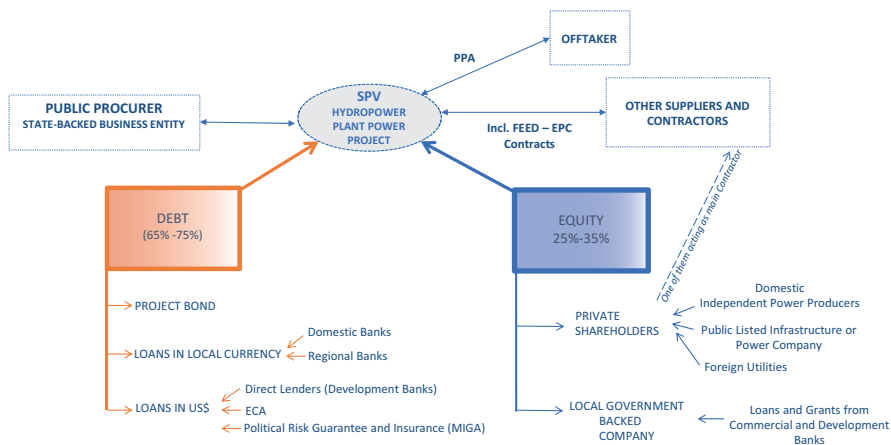 OFFTAKER
PPA
SPV
HYDROPOWER
PLANT POWER
PROJECT
PUBLIC PROCURER
STATE-BACKED BUSINESS ENTITY
OTHER SUPPLIERS AND
CONTRACTORS
Incl. FEED – EPC
Contracts
One of them acting as main Contractor
DEBT
(65% -75%)
EQUITY
25%-35%
PROJECT BOND
LOANS IN LOCAL CURRENCY
Domestic Banks
Regional Banks
LOANS IN US$
Direct Lenders (Development Banks)
ECA
Political Risk Guarantee and Insurance (MIGA)
PRIVATE
SHAREHOLDERS
Domestic
Independent Power Producers
Public Listed Infrastructure or
Power Company
Foreign Utilities
LOCAL GOVERNMENT
BACKED
COMPANY
Loans and Grants from
Commercial and Development
Banks